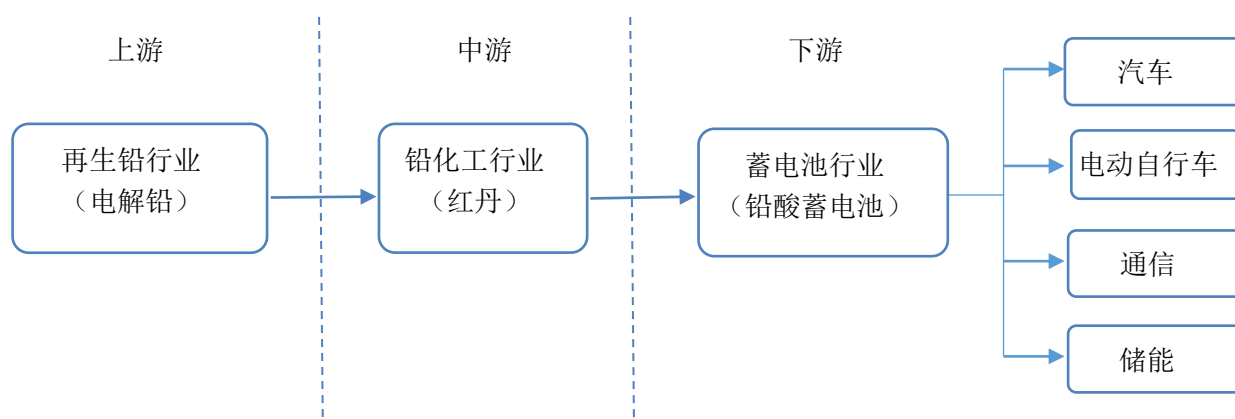 上游
中游
下游
再生铅行业
（电解铅）
铅化工行业
（红丹）
蓄电池行业
（铅酸蓄电池）
汽车
电动自行车
通信
储能